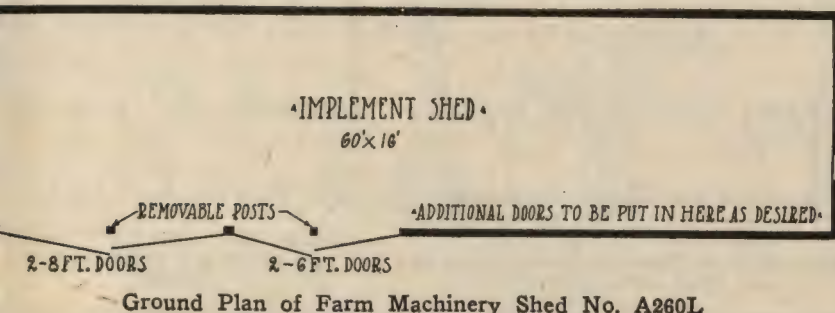 •IMPLEMENT SHED•
60'x16'
REMOVABLE POSTS
•ADDITIONAL DOORS TO BE PUT IN HERE AS DESIRED•
2-8FT. DOORS
2-6FT. DOORS
Ground Plan of Farm Machinery Shed No. A260L